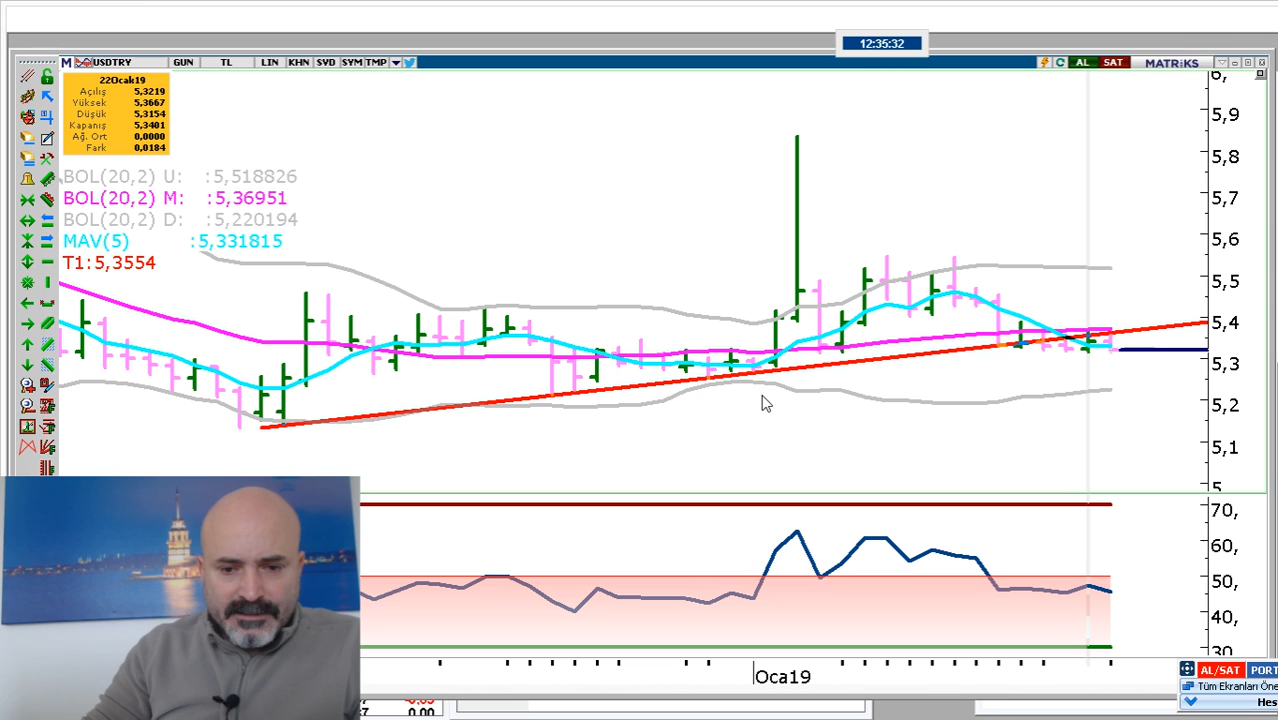 12:35:32
M USDTRY GUN TL LIN KHN SVD SYM TMP AL SAT MATRİKS
22Ocak19
Açılış 5,3219
Yüksek 5,3667
Düşük 5,3154
Kapanış 5,3401
Ağ. Ort 0,0000
Fark 0,0184
BOL(20,2) U: :5,518826
BOL(20,2) M: :5,36951
BOL(20,2) D: :5,220194
MAV(5) :5,331815
T1:5,3554
6,
5,9
5,8
5,7
5,6
5,5
5,4
5,3
5,2
5,1
5
70,
60,
50,
40,
30
Oca19
AL/SAT PORT
Tüm Ekranları Öne
Hes
0.00